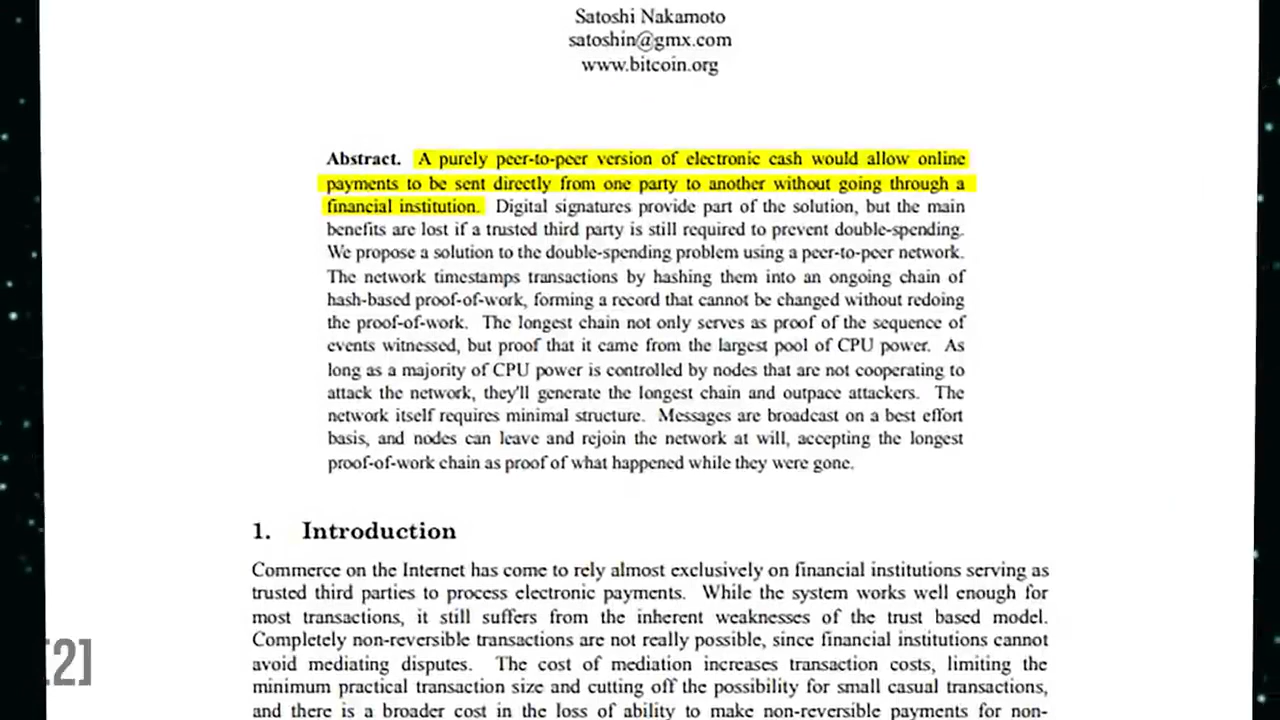 Satoshi Nakamoto
satoshin@gmx.com
www.bitcoin.org
Abstract. A purely peer-to-peer version of electronic cash would allow online
payments to be sent directly from one party to another without going through a
financial institution. Digital signatures provide part of the solution, but the main
benefits are lost if a trusted third party is still required to prevent double-spending.
We propose a solution to the double-spending problem using a peer-to-peer network.
The network timestamps transactions by hashing them into an ongoing chain of
hash-based proof-of-work, forming a record that cannot be changed without redoing
the proof-of-work. The longest chain not only serves as proof of the sequence of
events witnessed, but proof that it came from the largest pool of CPU power. As
long as a majority of CPU power is controlled by nodes that are not cooperating to
attack the network, they'll generate the longest chain and outpace attackers. The
network itself requires minimal structure. Messages are broadcast on a best effort
basis, and nodes can leave and rejoin the network at will, accepting the longest
proof-of-work chain as proof of what happened while they were gone.
1. Introduction
Commerce on the Internet has come to rely almost exclusively on financial institutions serving as
trusted third parties to process electronic payments. While the system works well enough for
most transactions, it still suffers from the inherent weaknesses of the trust based model.
Completely non-reversible transactions are not really possible, since financial institutions cannot
avoid mediating disputes. The cost of mediation increases transaction costs, limiting the
minimum practical transaction size and cutting off the possibility for small casual transactions,
and there is a broader cost in the loss of ability to make non-reversible payments for non-
[2]